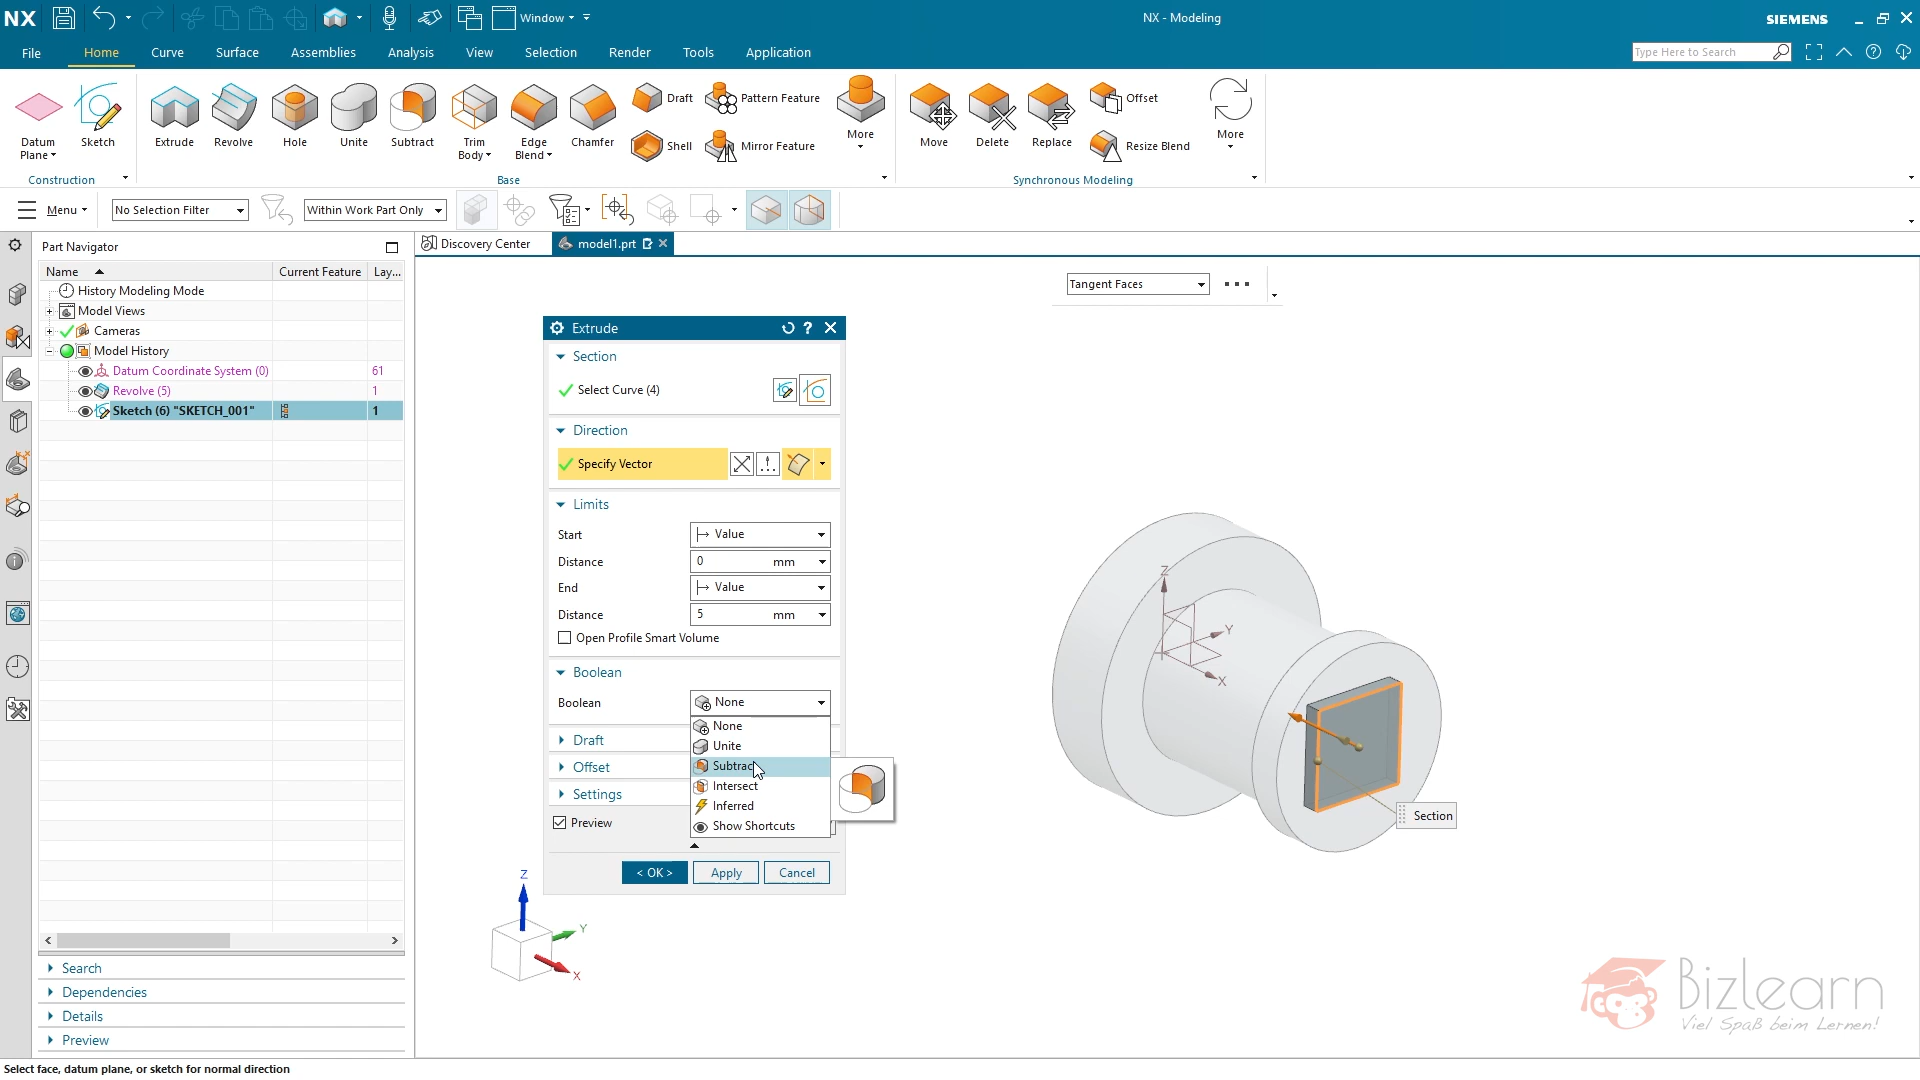 NX
Window
NX - Modeling
SIEMENS
File
Home
Curve
Surface
Assemblies
Analysis
View
Selection
Render
Tools
Application
Type Here to Search
Datum Plane
Sketch
Extrude
Revolve
Hole
Unite
Subtract
Trim Body
Edge Blend
Chamfer
Draft
Shell
Pattern Feature
Mirror Feature
More
Move
Delete
Replace
Offset
Resize Blend
More
Construction
Base
Synchronous Modeling
Menu
No Selection Filter
Within Work Part Only
Part Navigator
Name
Current Feature
Lay...
History Modeling Mode
Model Views
Cameras
Model History
Datum Coordinate System (0)
61
Revolve (5)
1
Sketch (6) "SKETCH_001"
1
Search
Dependencies
Details
Preview
Discovery Center
model1.prt
Tangent Faces
Extrude
Section
Select Curve (4)
Direction
Specify Vector
Limits
Start
Value
Distance
0 mm
End
Value
Distance
5 mm
Open Profile Smart Volume
Boolean
Boolean
None
None
Unite
Subtrac
Intersect
Inferred
Show Shortcuts
Draft
Offset
Settings
Preview
< OK >
Apply
Cancel
Z
Y
X
Z
Y
X
Section
Bizlearn
Viel Spaß beim Lernen!
Select face, datum plane, or sketch for normal direction